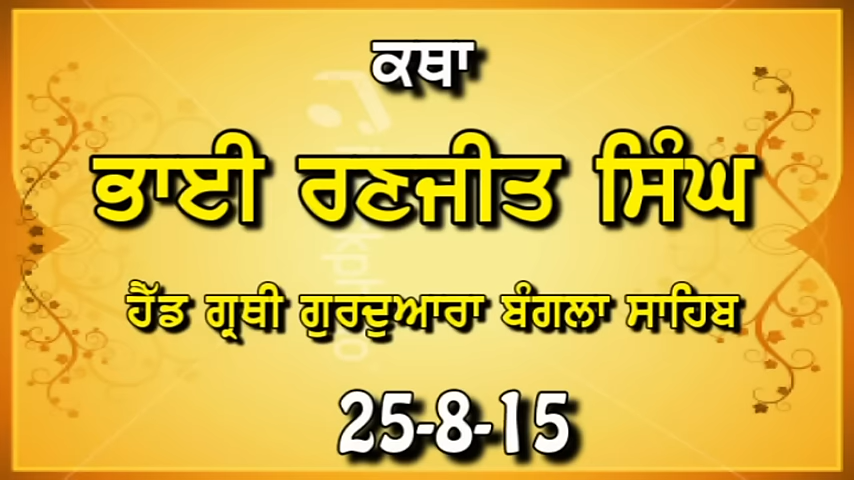 ਕਥਾ
ਭਾਈ ਰਣਜੀਤ ਸਿੰਘ
ਹੈੱਡ ਗ੍ਰਥੀ ਗੁਰਦੁਆਰਾ ਬੰਗਲਾ ਸਾਹਿਬ
25-8-15